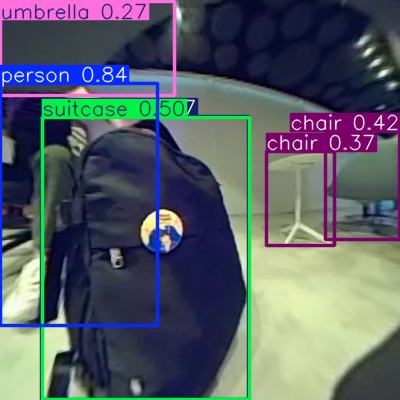 umbrella 0.27
person 0.84
suitcase 0.507
chair 0.42
chair 0.37